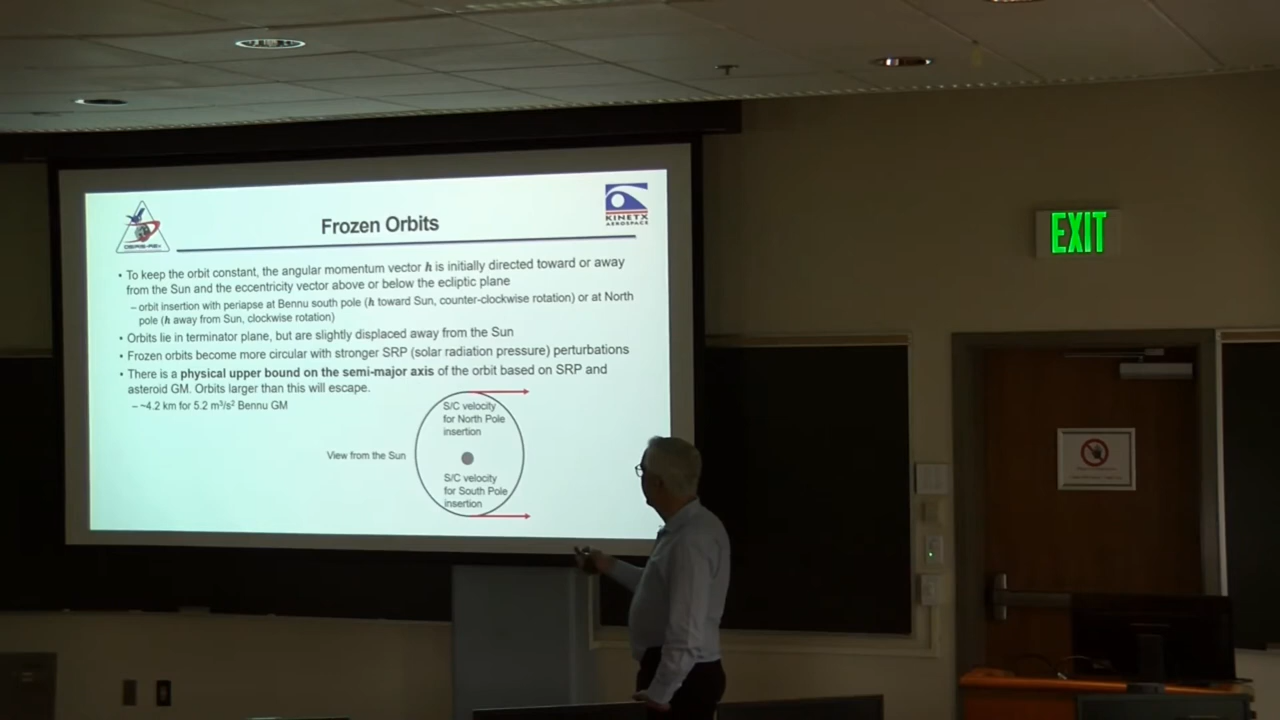 Frozen Orbits
OSIRIS-REx
KINETX
AEROSPACE
• To keep the orbit constant, the angular momentum vector h is initially directed toward or away
from the Sun and the eccentricity vector above or below the ecliptic plane
– orbit insertion with periapse at Bennu south pole (h toward Sun, counter-clockwise rotation) or at North
pole (h away from Sun, clockwise rotation)
• Orbits lie in terminator plane, but are slightly displaced away from the Sun
• Frozen orbits become more circular with stronger SRP (solar radiation pressure) perturbations
• There is a physical upper bound on the semi-major axis of the orbit based on SRP and
asteroid GM. Orbits larger than this will escape.
– ~4.2 km for 5.2 m³/s² Bennu GM
S/C velocity
for North Pole
insertion
View from the Sun
S/C velocity
for South Pole
insertion
EXIT